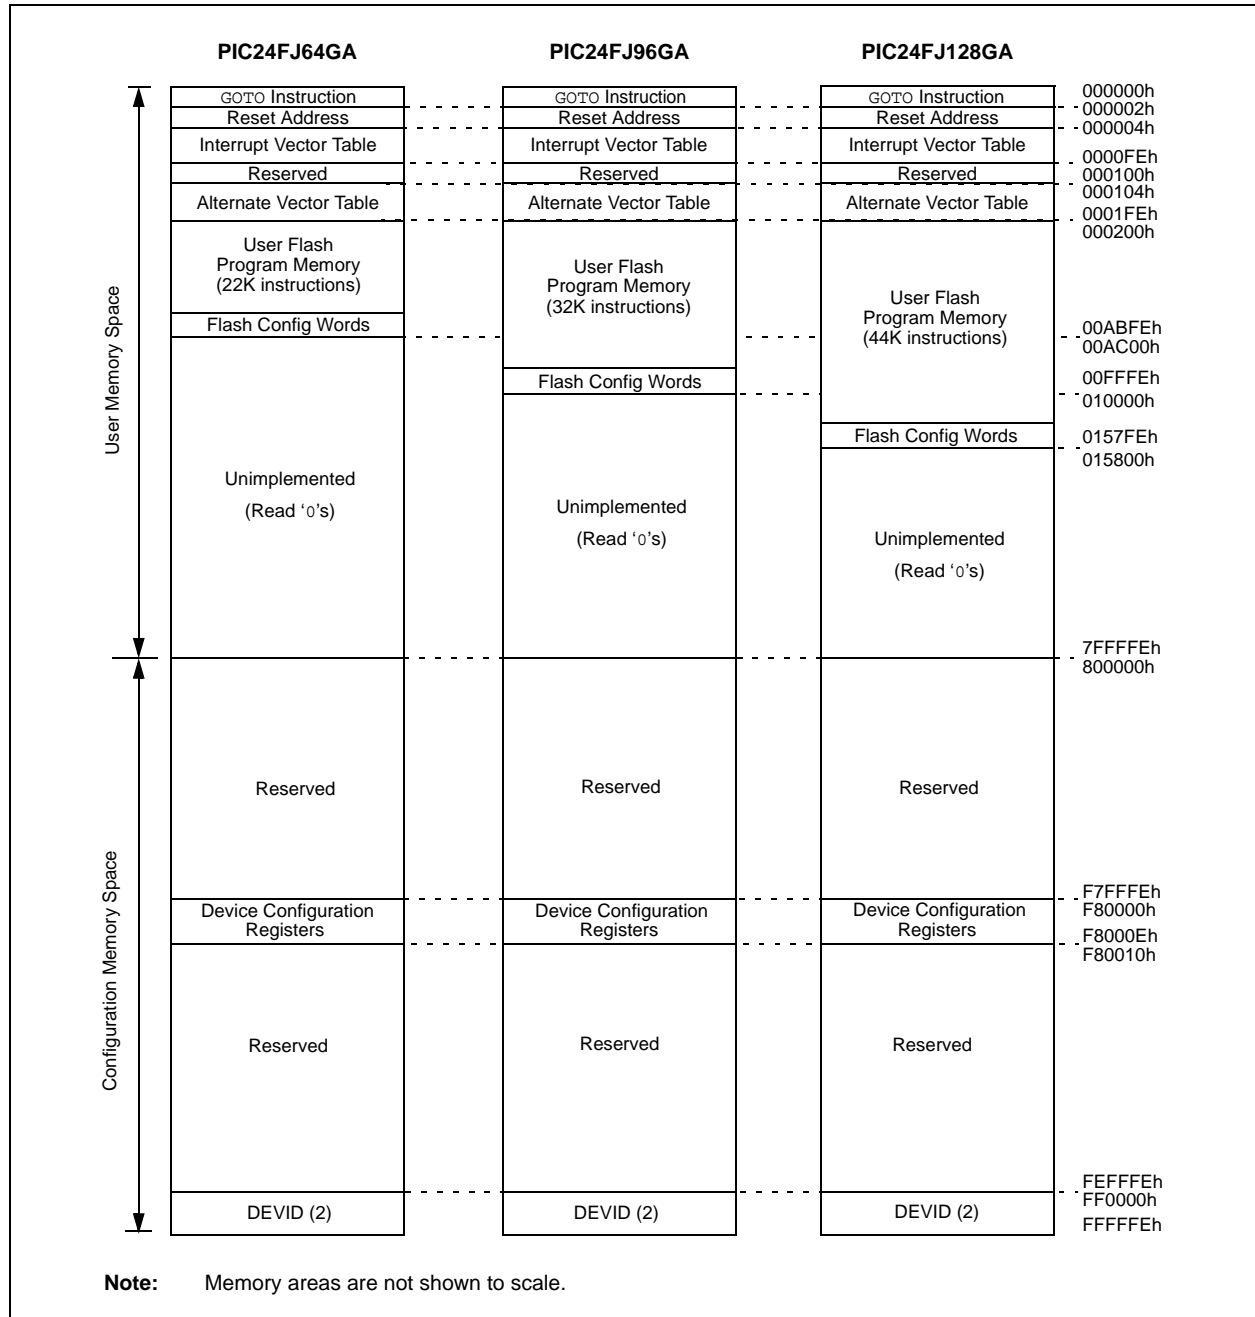 PIC24FJ64GA PIC24FJ96GA PIC24FJ128GA
GOTO Instruction GOTO Instruction GOTO Instruction 000000h
000002h
Reset Address Reset Address Reset Address
000004h
Interrupt Vector Table Interrupt Vector Table Interrupt Vector Table
0000FEh
Reserved Reserved Reserved 000100h
000104h
Alternate Vector Table Alternate Vector Table Alternate Vector Table
0001FEh
000200h
User Flash
Program Memory
(22K instructions)
User Flash
Program Memory
(32K instructions)
User Flash
Program Memory
(44K instructions)
Flash Config Words
00ABFEh
00AC00h
Flash Config Words
00FFFEh
010000h
Flash Config Words
0157FEh
015800h
User Memory Space
Unimplemented
(Read ‘0’s)
Unimplemented
(Read ‘0’s)
Unimplemented
(Read ‘0’s)
7FFFFEh
800000h
Reserved Reserved Reserved
Configuration Memory Space
F7FFFEh
F80000h
Device Configuration
Registers
Device Configuration
Registers
Device Configuration
Registers
F8000Eh
F80010h
Reserved Reserved Reserved
FEFFFEh
FF0000h
DEVID (2) DEVID (2) DEVID (2)
FFFFFEh
Note: Memory areas are not shown to scale.